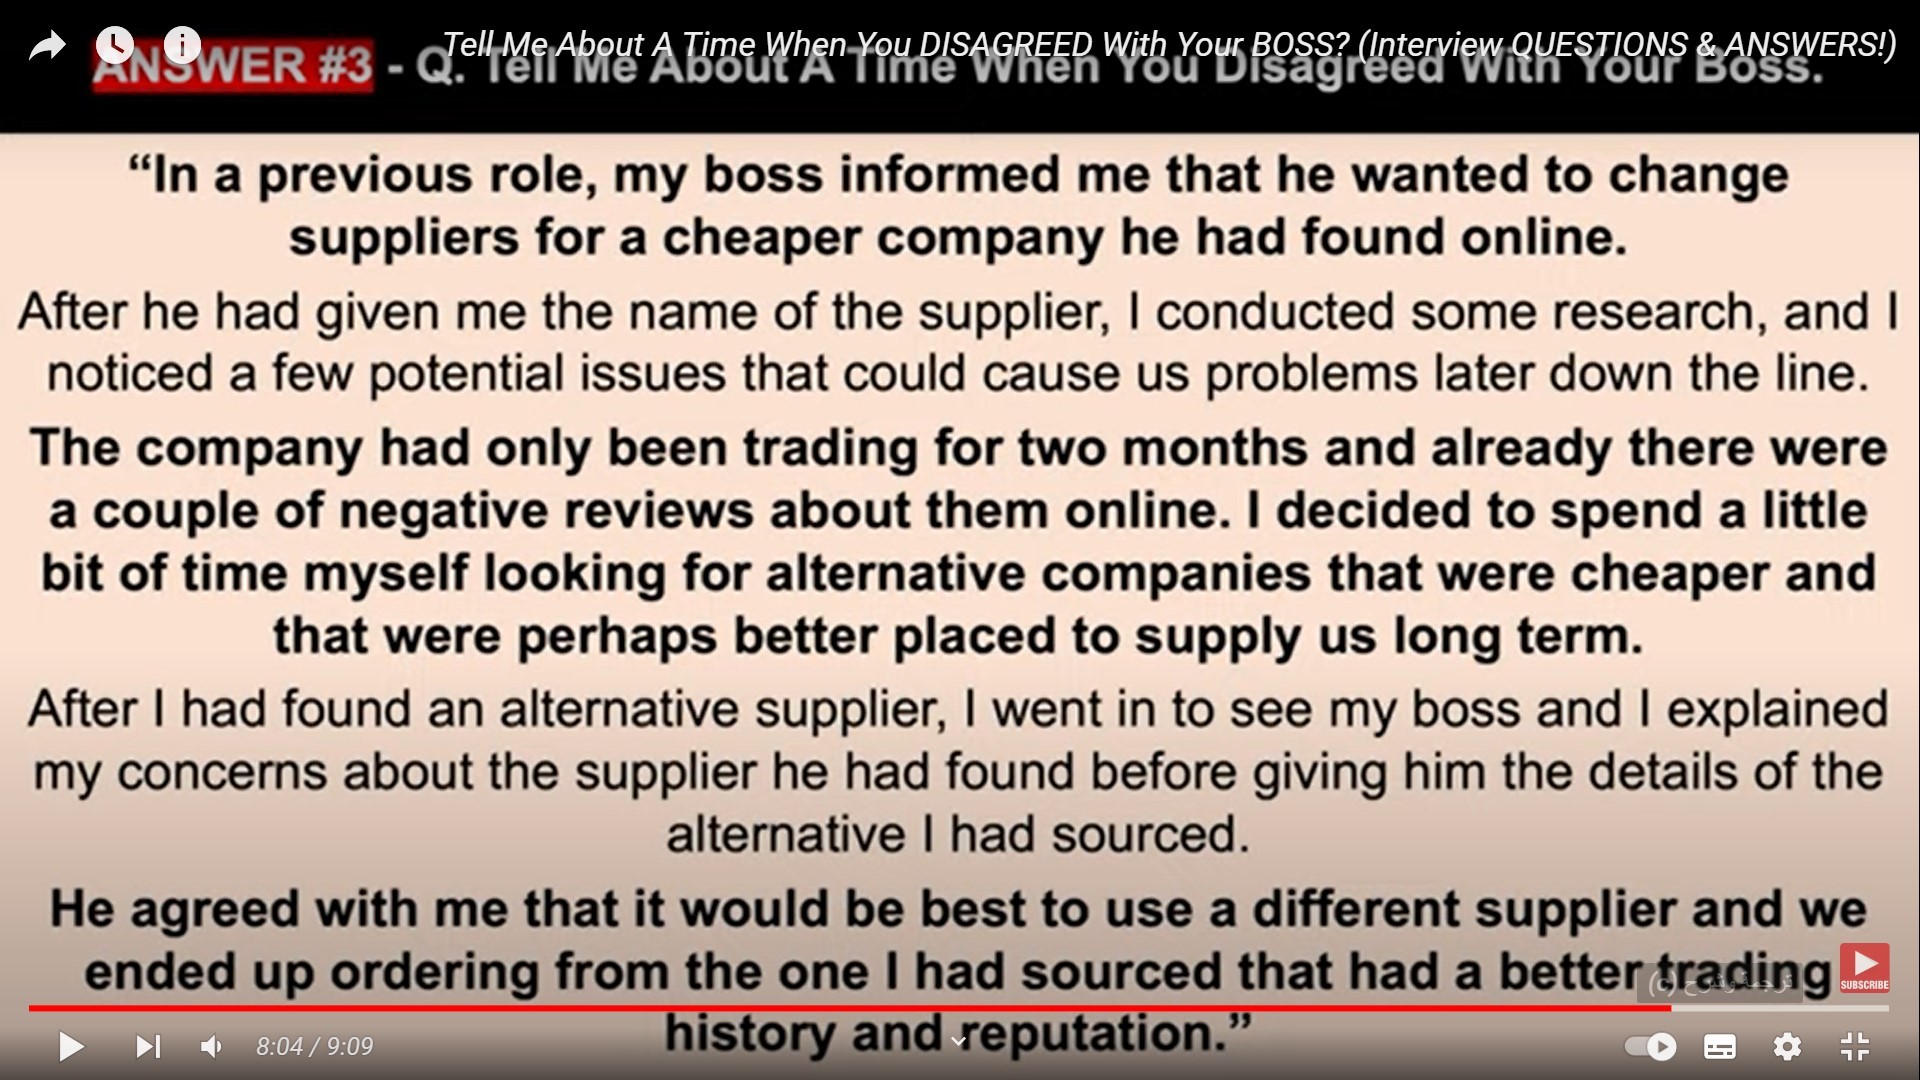 Tell Me About A Time When You DISAGREED With Your BOSS? (Interview QUESTIONS & ANSWERS!)
ANSWER #3 - Q. Tell Me About A Time When You Disagreed With Your Boss.
“In a previous role, my boss informed me that he wanted to change
suppliers for a cheaper company he had found online.
After he had given me the name of the supplier, I conducted some research, and I
noticed a few potential issues that could cause us problems later down the line.
The company had only been trading for two months and already there were
a couple of negative reviews about them online. I decided to spend a little
bit of time myself looking for alternative companies that were cheaper and
that were perhaps better placed to supply us long term.
After I had found an alternative supplier, I went in to see my boss and I explained
my concerns about the supplier he had found before giving him the details of the
alternative I had sourced.
He agreed with me that it would be best to use a different supplier and we
ended up ordering from the one I had sourced that had a better trading
history and reputation.”
ترجمة وشرح (c)
SUBSCRIBE
8:04 / 9:09